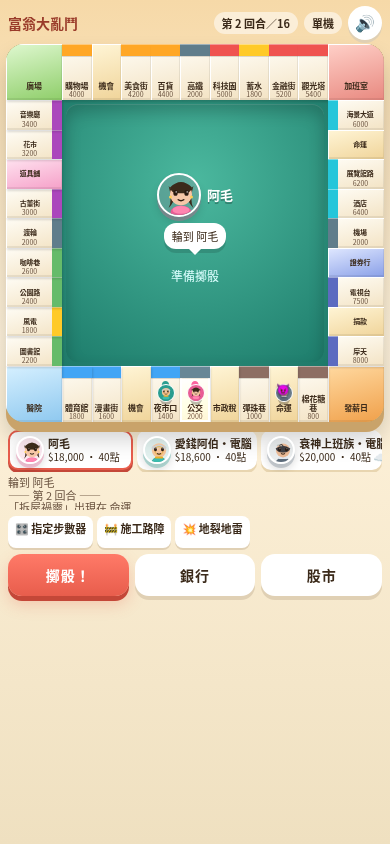 富翁大亂鬥
第 2 回合／16
單機
廣場
購物場
4000
機會
美食街
4200
百貨
4400
高鐵
2000
科技園
5000
蓄水
1800
金融街
5200
觀光塔
5400
加班室
音樂廳
3400
花市
3200
道具鋪
古董街
3000
渡輪
2000
咖啡巷
2600
公園路
2400
風電
1800
圖書館
2200
海景大道
6000
命運
展覽館路
6200
酒店
6400
機場
2000
證券行
電視台
7500
捐款
摩天
8000
阿毛
輪到 阿毛
準備擲骰
醫院
體育館
1800
漫畫街
1600
機會
夜市口
1400
公交
2000
市政稅
彈珠巷
1000
命運
棉花糖巷
800
發薪日
阿毛
$18,000 ・ 40點
愛錢阿伯・電腦
$18,600 ・ 40點
衰神上班族・電腦
$20,000 ・ 40點
輪到 阿毛
—— 第 2 回合 ——
🎛️ 指定步數器
🚧 施工路障
💥 地裂地雷
擲骰！
銀行
股市